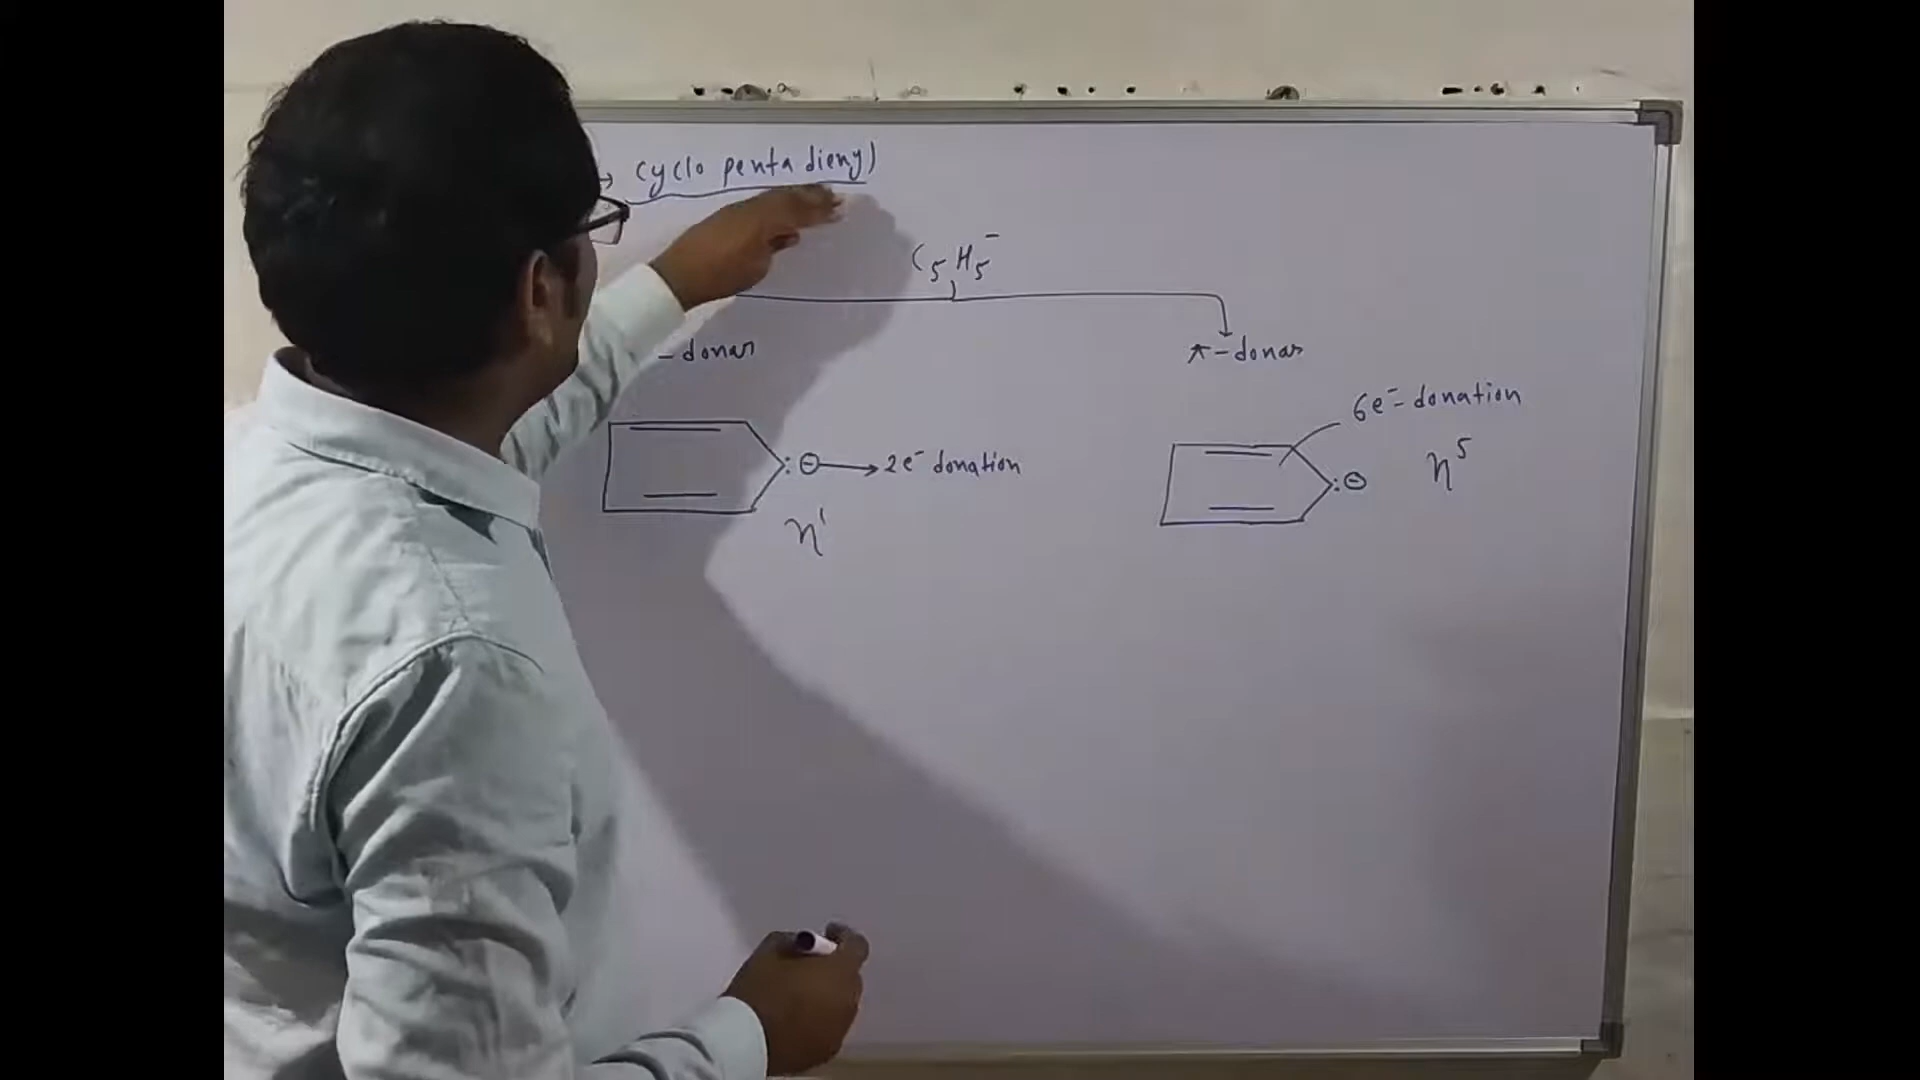 → cyclo penta dienyl
C5H5⁻
- donar
π-donar
6e⁻- donation
:⊖→2e⁻ donation
η⁵
:⊖
η¹